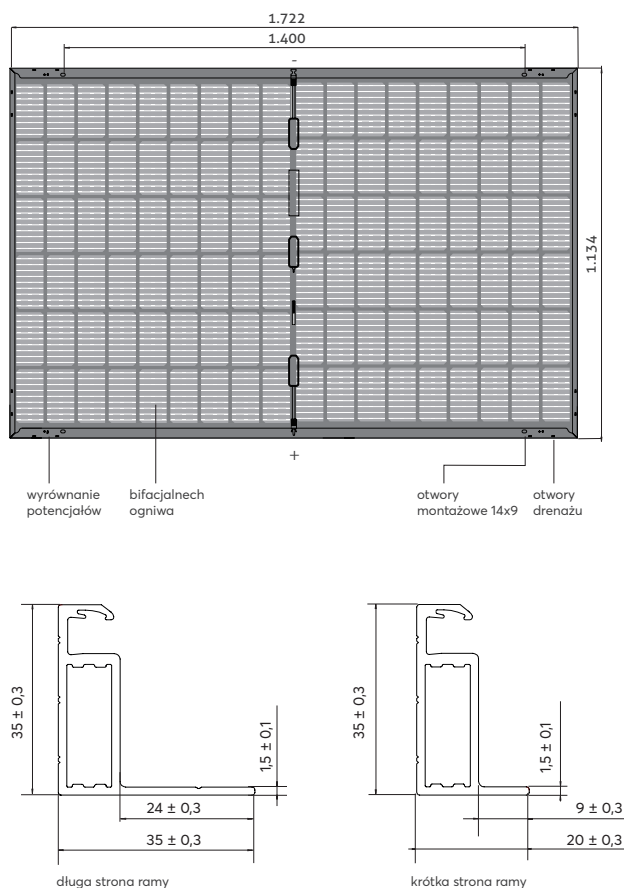 1.722
1.400
-
1.134
+
wyrównanie
potencjałów
bifacjalnech
ogniwa
otwory
montażowe 14x9
otwory
drenażu
35 ± 0,3
1,5 ± 0,1
24 ± 0,3
35 ± 0,3
długa strona ramy
35 ± 0,3
1,5 ± 0,1
9 ± 0,3
20 ± 0,3
krótka strona ramy